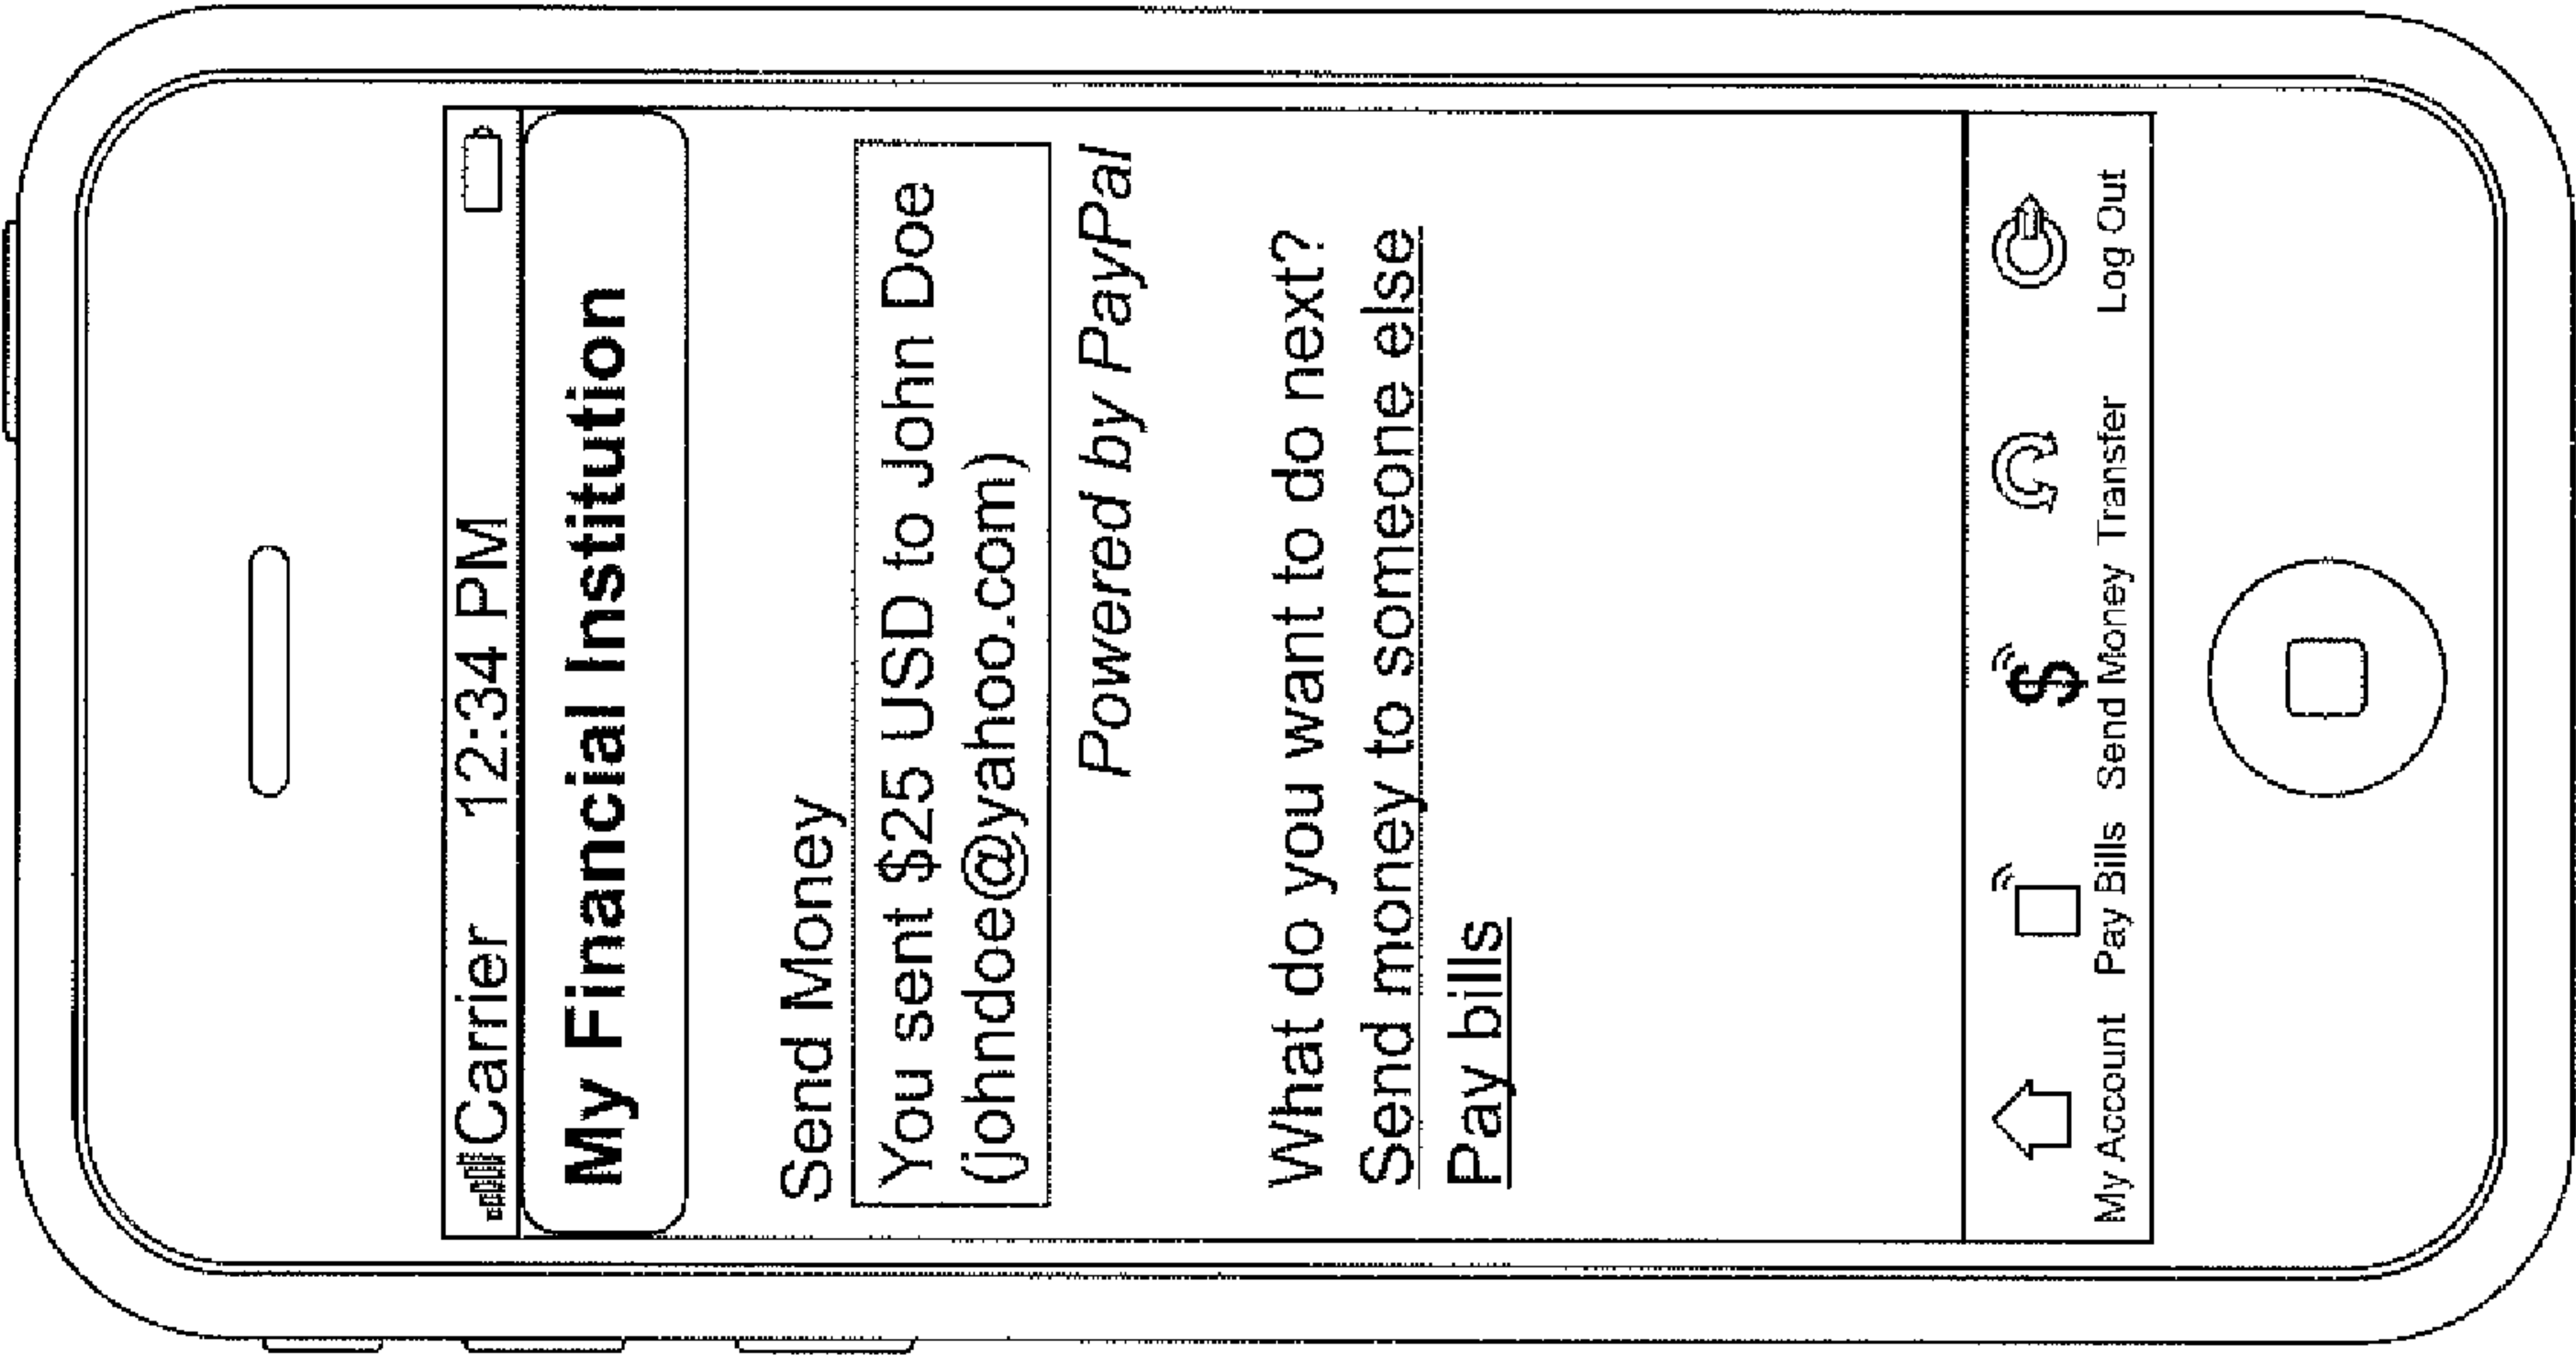 Carrier 12:34 PM
My Financial Institution
Send Money
You sent $25 USD to John Doe
(johndoe@yahoo.com)
Powered by PayPal
What do you want to do next?
Send money to someone else
Pay bills
$
My Account Pay Bills Send Money Transfer Log Out